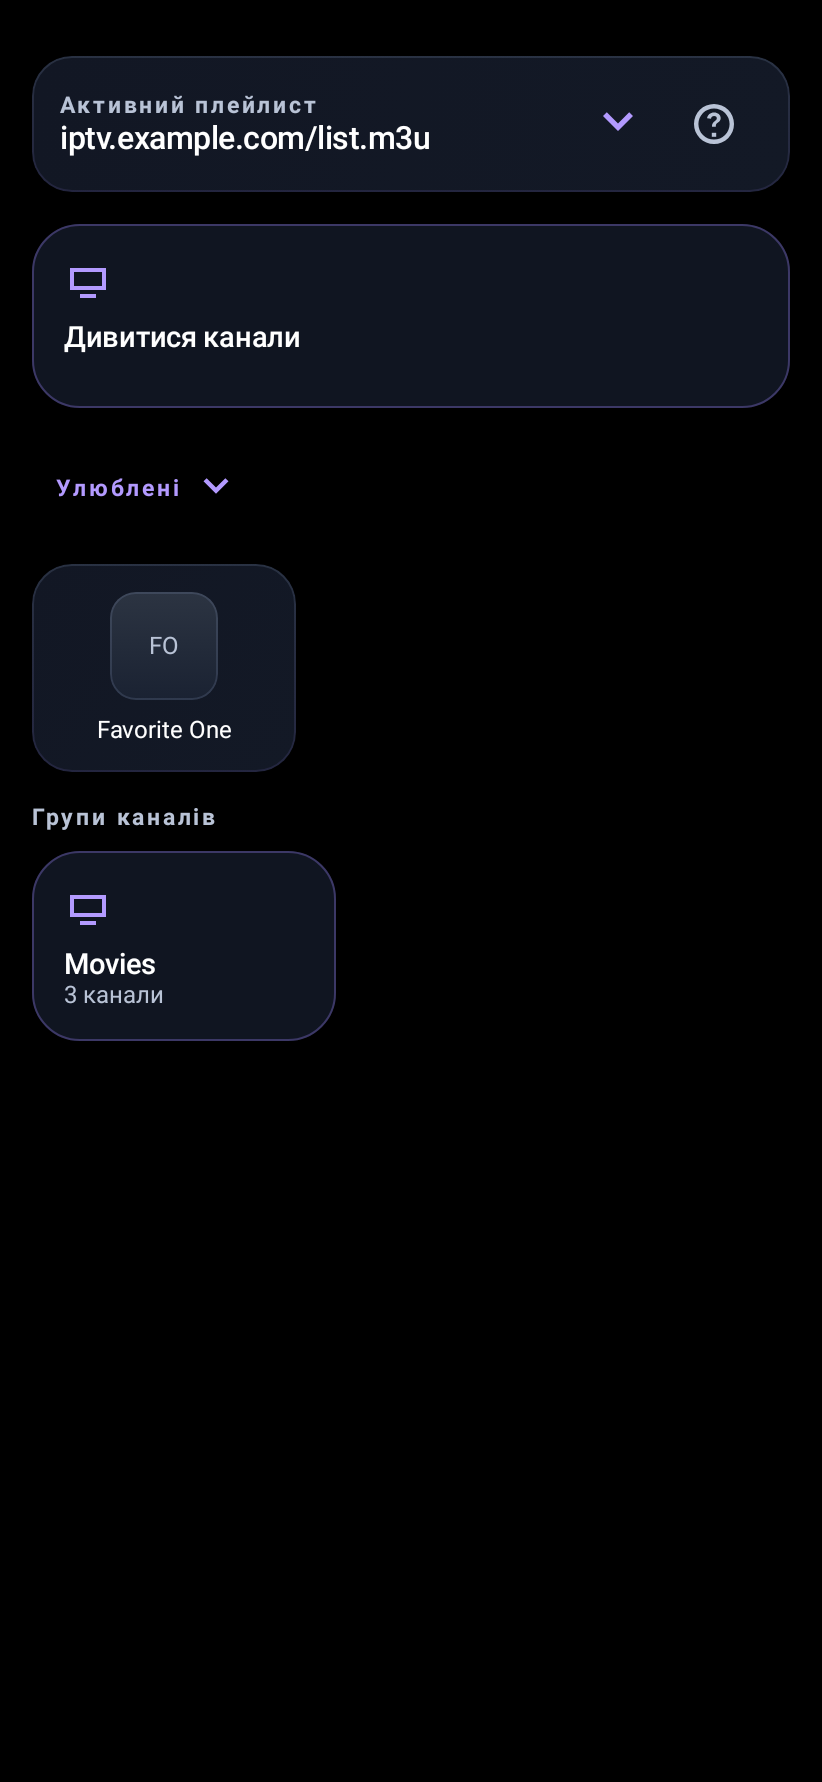 Активний плейлист
iptv.example.com/list.m3u
Дивитися канали
Улюблені
FO
Favorite One
Групи каналів
Movies
3 канали